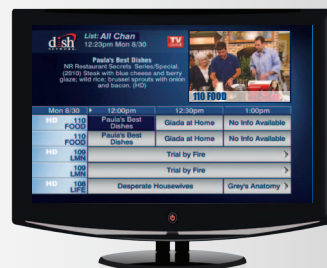 dish
NETWORK
List: All Chan
12:23pm Mon 8/30
TV
Paula's Best Dishes
NR Restaurant Secrets Series/Special.
(2010) Steak with blue cheese and barry
glaze; wild rice; brussel sprouts with onion
and bacon. (HD)
110 FOOD
Mon 8/30 12:00pm 12:30pm 1:00pm
HD 110 FOOD Paula's Best Dishes Giada at Home No Info Available
110 FOOD Paula's Best Dishes Giada at Home No Info Available
HD 109 LMN Trial by Fire
109 LMN Trial by Fire
HD 108 LIFE Desperate Housewives Grey's Anatomy